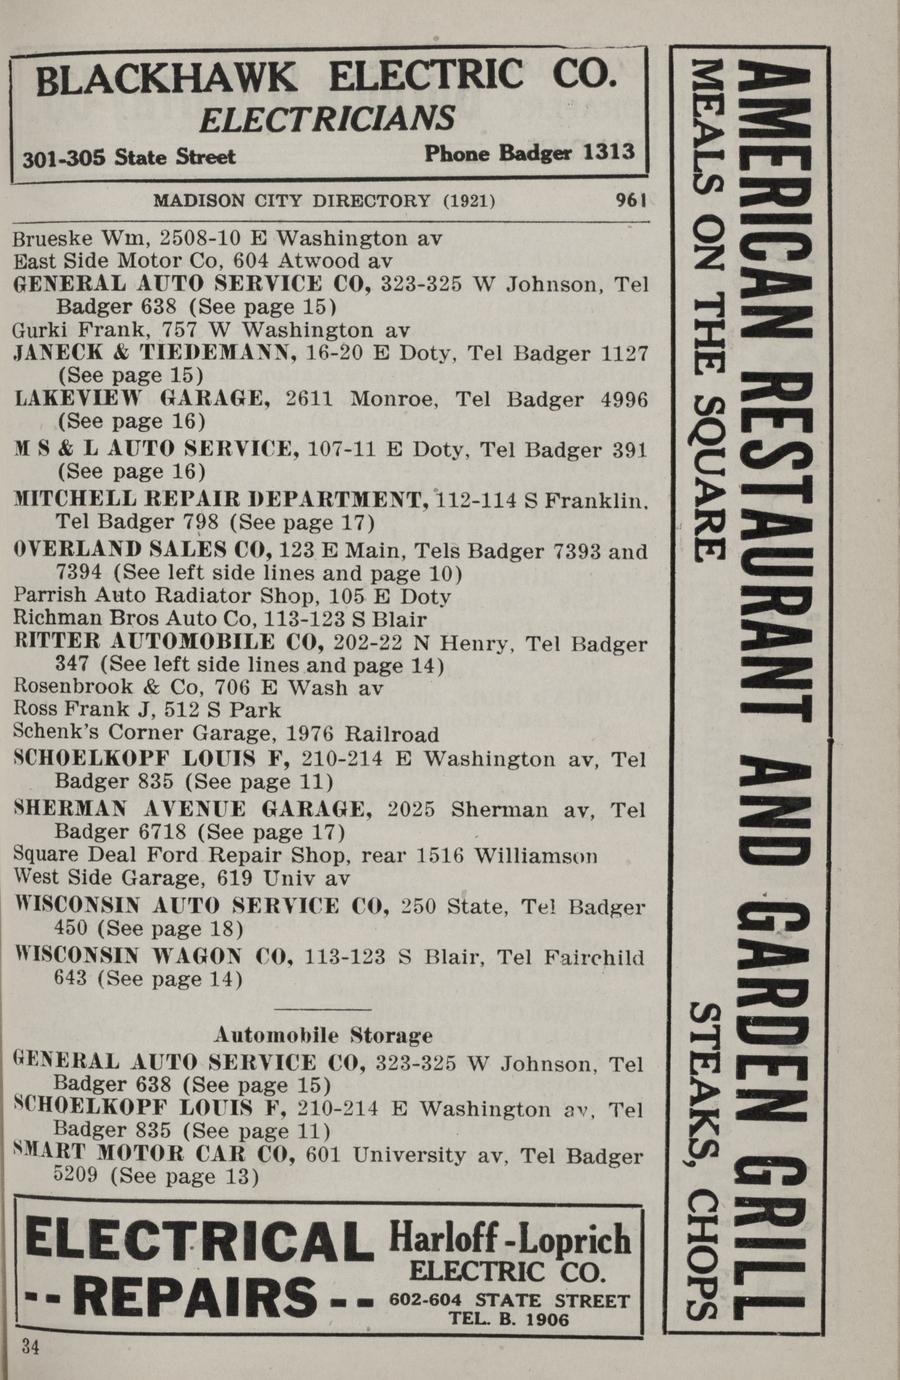 BLACKHAWK ELECTRIC CO.
ELECTRICIANS
301-305 State Street Phone Badger 1313
MADISON CITY DIRECTORY (1921) 961
Brueske Wm, 2508-10 E Washington av
East Side Motor Co, 604 Atwood av
GENERAL AUTO SERVICE CO, 323-325 W Johnson, Tel
Badger 638 (See page 15)
Gurki Frank, 757 W Washington av
JANECK & TIEDEMANN, 16-20 E Doty, Tel Badger 1127
(See page 15)
LAKEVIEW GARAGE, 2611 Monroe, Tel Badger 4996
(See page 16)
M S & L AUTO SERVICE, 107-11 E Doty, Tel Badger 391
(See page 16)
MITCHELL REPAIR DEPARTMENT, 112-114 S Franklin.
Tel Badger 798 (See page 17)
OVERLAND SALES CO, 123 E Main, Tels Badger 7393 and
7394 (See left side lines and page 10)
Parrish Auto Radiator Shop, 105 E Doty
Richman Bros Auto Co, 113-123 S Blair
RITTER AUTOMOBILE CO, 202-22 N Henry, Tel Badger
347 (See left side lines and page 14)
Rosenbrook & Co, 706 E Wash av
Ross Frank J, 512 S Park
Schenk's Corner Garage, 1976 Railroad
SCHOELKOPF LOUIS F, 210-214 E Washington av, Tel
Badger 835 (See page 11)
SHERMAN AVENUE GARAGE, 2025 Sherman av, Tel
Badger 6718 (See page 17)
Square Deal Ford Repair Shop, rear 1516 Williamson
West Side Garage, 619 Univ av
WISCONSIN AUTO SERVICE CO, 250 State, Tel Badger
450 (See page 18)
WISCONSIN WAGON CO, 113-123 S Blair, Tel Fairchild
643 (See page 14)
Automobile Storage
GENERAL AUTO SERVICE CO, 323-325 W Johnson, Tel
Badger 638 (See page 15)
SCHOELKOPF LOUIS F, 210-214 E Washington av, Tel
Badger 835 (See page 11)
SMART MOTOR CAR CO, 601 University av, Tel Badger
5209 (See page 13)
ELECTRICAL
-- REPAIRS --
Harloff-Loprich
ELECTRIC CO.
602-604 STATE STREET
TEL. B. 1906
34
AMERICAN RESTAURANT AND GARDEN GRILL
MEALS ON THE SQUARE STEAKS, CHOPS